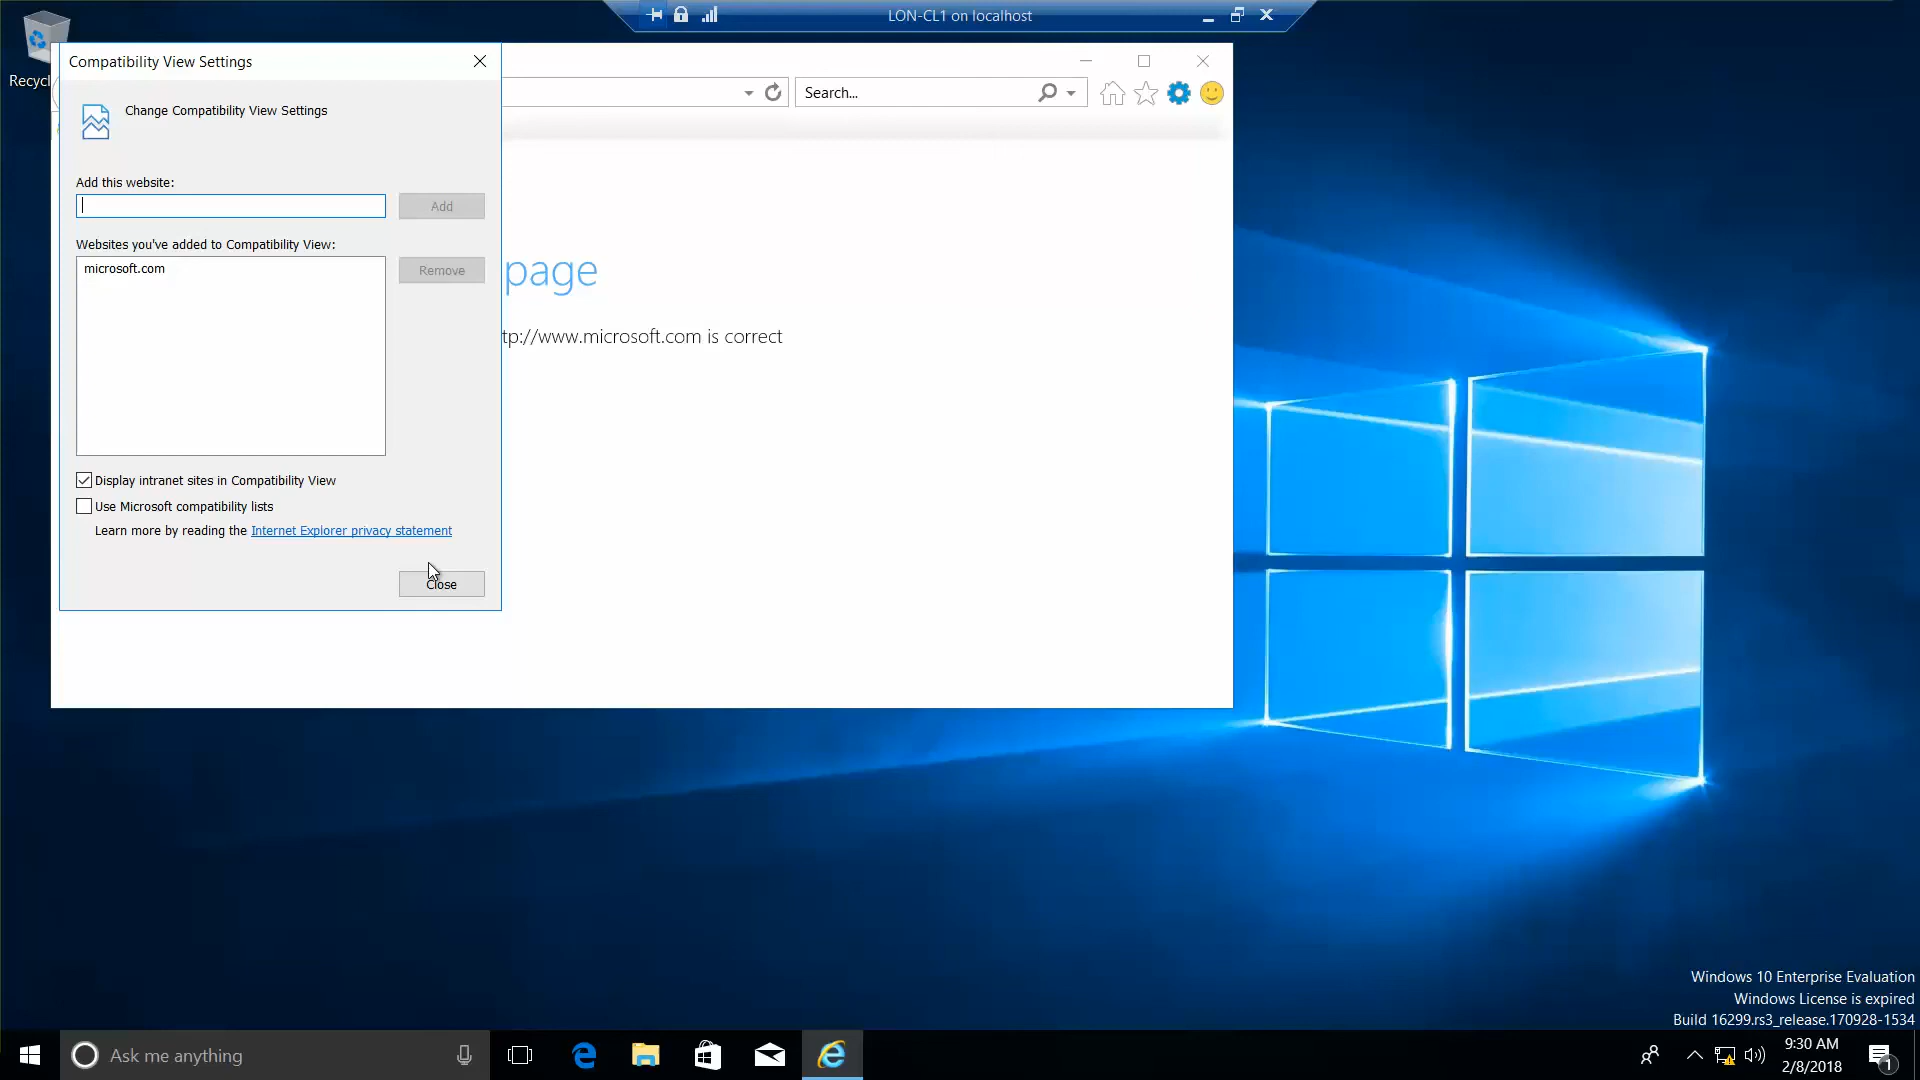 LON-CL1 on localhost
Recycl
Compatibility View Settings
Search...
Change Compatibility View Settings
Add this website:
Add
Websites you've added to Compatibility View:
microsoft.com
Remove
page
tp://www.microsoft.com is correct
Display intranet sites in Compatibility View
Use Microsoft compatibility lists
Learn more by reading the Internet Explorer privacy statement
Close
Windows 10 Enterprise Evaluation
Windows License is expired
Build 16299.rs3_release.170928-1534
Ask me anything
9:30 AM
2/8/2018
1